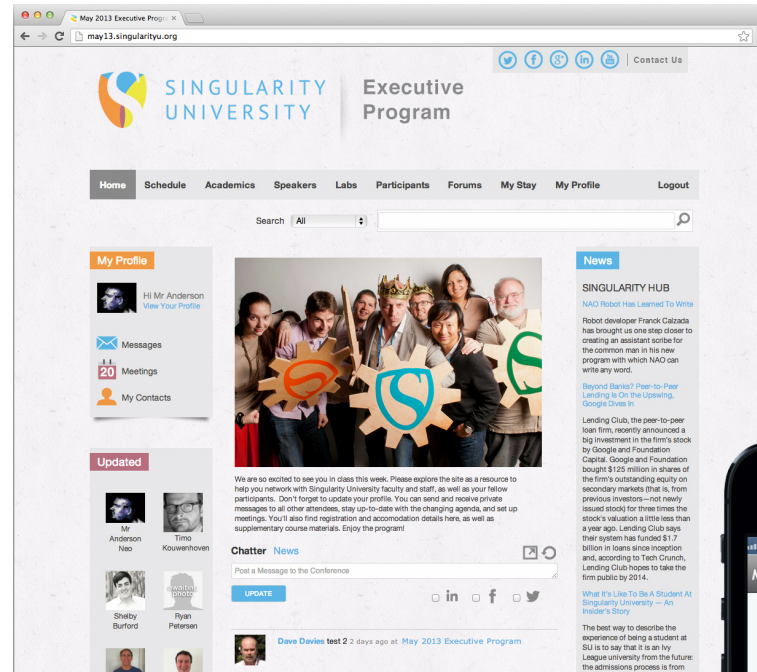 May 2013 Executive Progra
may13.singularityu.org
Contact Us
SINGULARITY
UNIVERSITY
Executive
Program
Home Schedule Academics Speakers Labs Participants Forums My Stay My Profile Logout
Search All
My Profile
Hi Mr Anderson
View Your Profile
Messages
20 Meetings
My Contacts
Updated
Mr
Anderson
Neo
Timo
Kouwenhoven
waiting
photo
Shelby
Burford
Ryan
Petersen
We are so excited to see you in class this week. Please explore the site as a resource to
help you network with Singularity University faculty and staff, as well as your fellow
participants. Don't forget to update your profile. You can send and receive private
messages to all other attendees, stay up-to-date with the changing agenda, and set up
meetings. You'll also find registration and accomodation details here, as well as
supplementary course materials. Enjoy the program!
Chatter News
Post a Message to the Conference
UPDATE
in f
Dave Davies test 2 2 days ago at May 2013 Executive Program
News
SINGULARITY HUB
NAO Robot Has Learned To Write
Robot developer Franck Calzada
has brought us one step closer to
creating an assistant scribe for
the common man in his new
program with which NAO can
write any word.
Beyond Banks? Peer-to-Peer
Lending Is On the Upswing,
Google Dives In
Lending Club, the peer-to-peer
loan firm, recently announced a
big investment in the firm's stock
by Google and Foundation
Capital. Google and Foundation
bought $125 million in shares of
the firm's outstanding equity on
secondary markets (that is, from
previous investors—not newly
issued stock) for three times the
stock's valuation a little less than
a year ago. Lending Club says
their system has funded $1.7
billion in loans since inception
and, according to Tech Crunch,
Lending Club hopes to take the
firm public by 2014.
What It's Like To Be A Student At
Singularity University — An
Insider's Story
The best way to describe the
experience of being a student at
SU is to say that it is an Ivy
League university from the future:
the admissions process is from